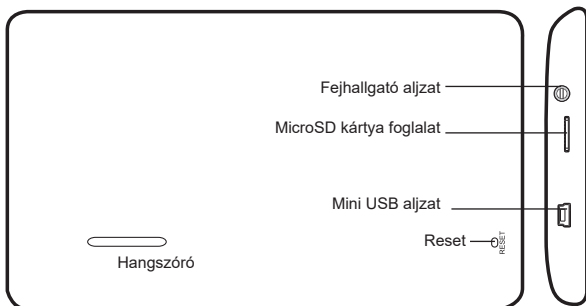 Fejhallgató aljzat
MicroSD kártya foglalat
Mini USB aljzat
Reset
RESET
Hangszóró